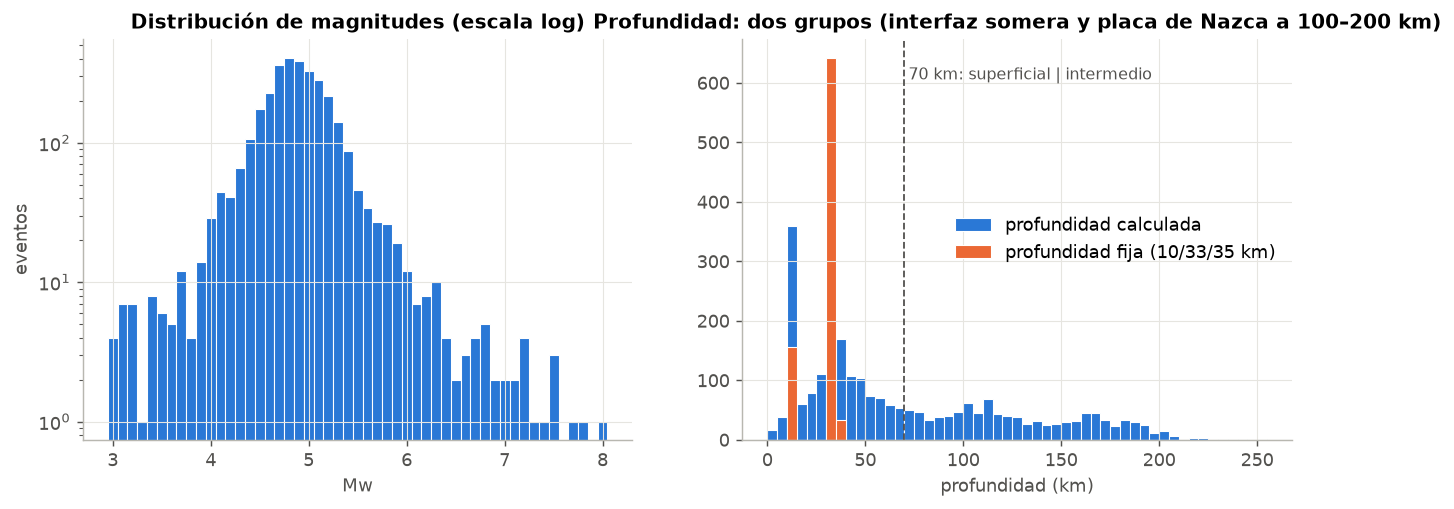 Distribución de magnitudes (escala log)
Profundidad: dos grupos (interfaz somera y placa de Nazca a 100–200 km)
eventos
10²
10¹
10⁰
3 4 5 6 7 8
Mw
70 km: superficial | intermedio
profundidad calculada
profundidad fija (10/33/35 km)
600
500
400
300
200
100
0
0 50 100 150 200 250
profundidad (km)